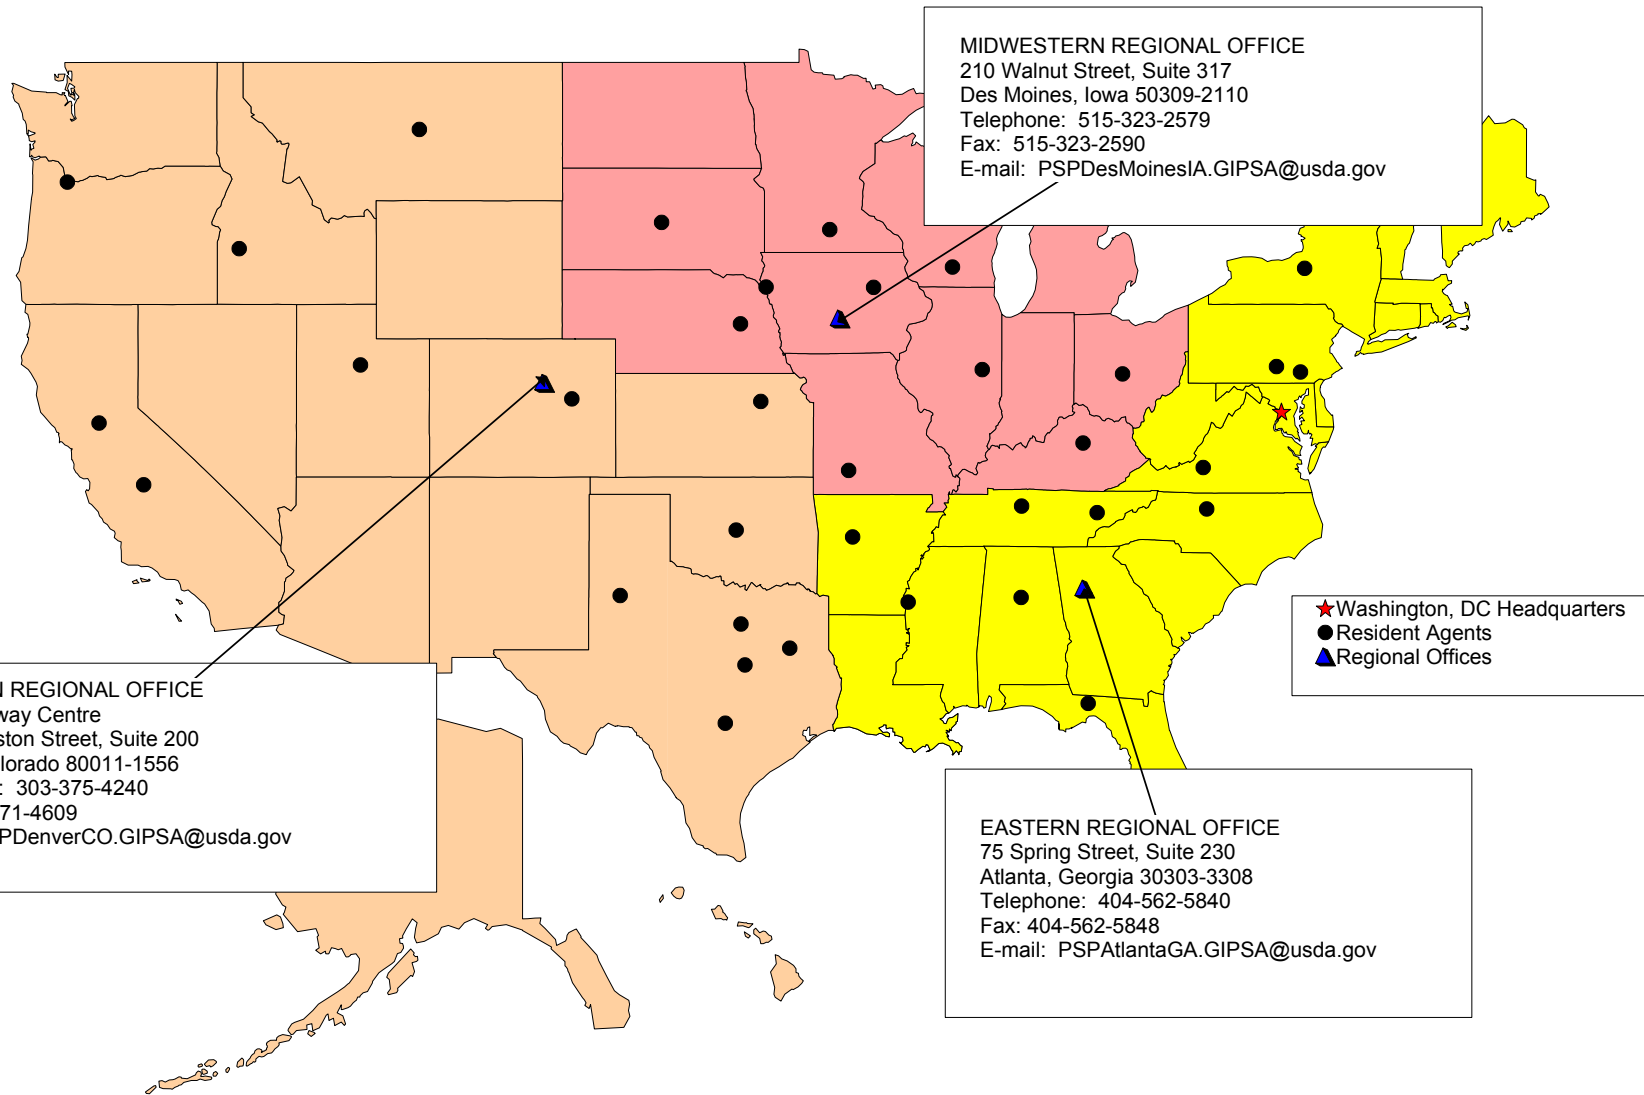 MIDWESTERN REGIONAL OFFICE
210 Walnut Street, Suite 317
Des Moines, Iowa 50309-2110
Telephone: 515-323-2579
Fax: 515-323-2590
E-mail: PSPDesMoinesIA.GIPSA@usda.gov
Washington, DC Headquarters
Resident Agents
Regional Offices
REGIONAL OFFICE
way Centre
ston Street, Suite 200
lorado 80011-1556
: 303-375-4240
71-4609
PDenverCO.GIPSA@usda.gov
EASTERN REGIONAL OFFICE
75 Spring Street, Suite 230
Atlanta, Georgia 30303-3308
Telephone: 404-562-5840
Fax: 404-562-5848
E-mail: PSPAtlantaGA.GIPSA@usda.gov